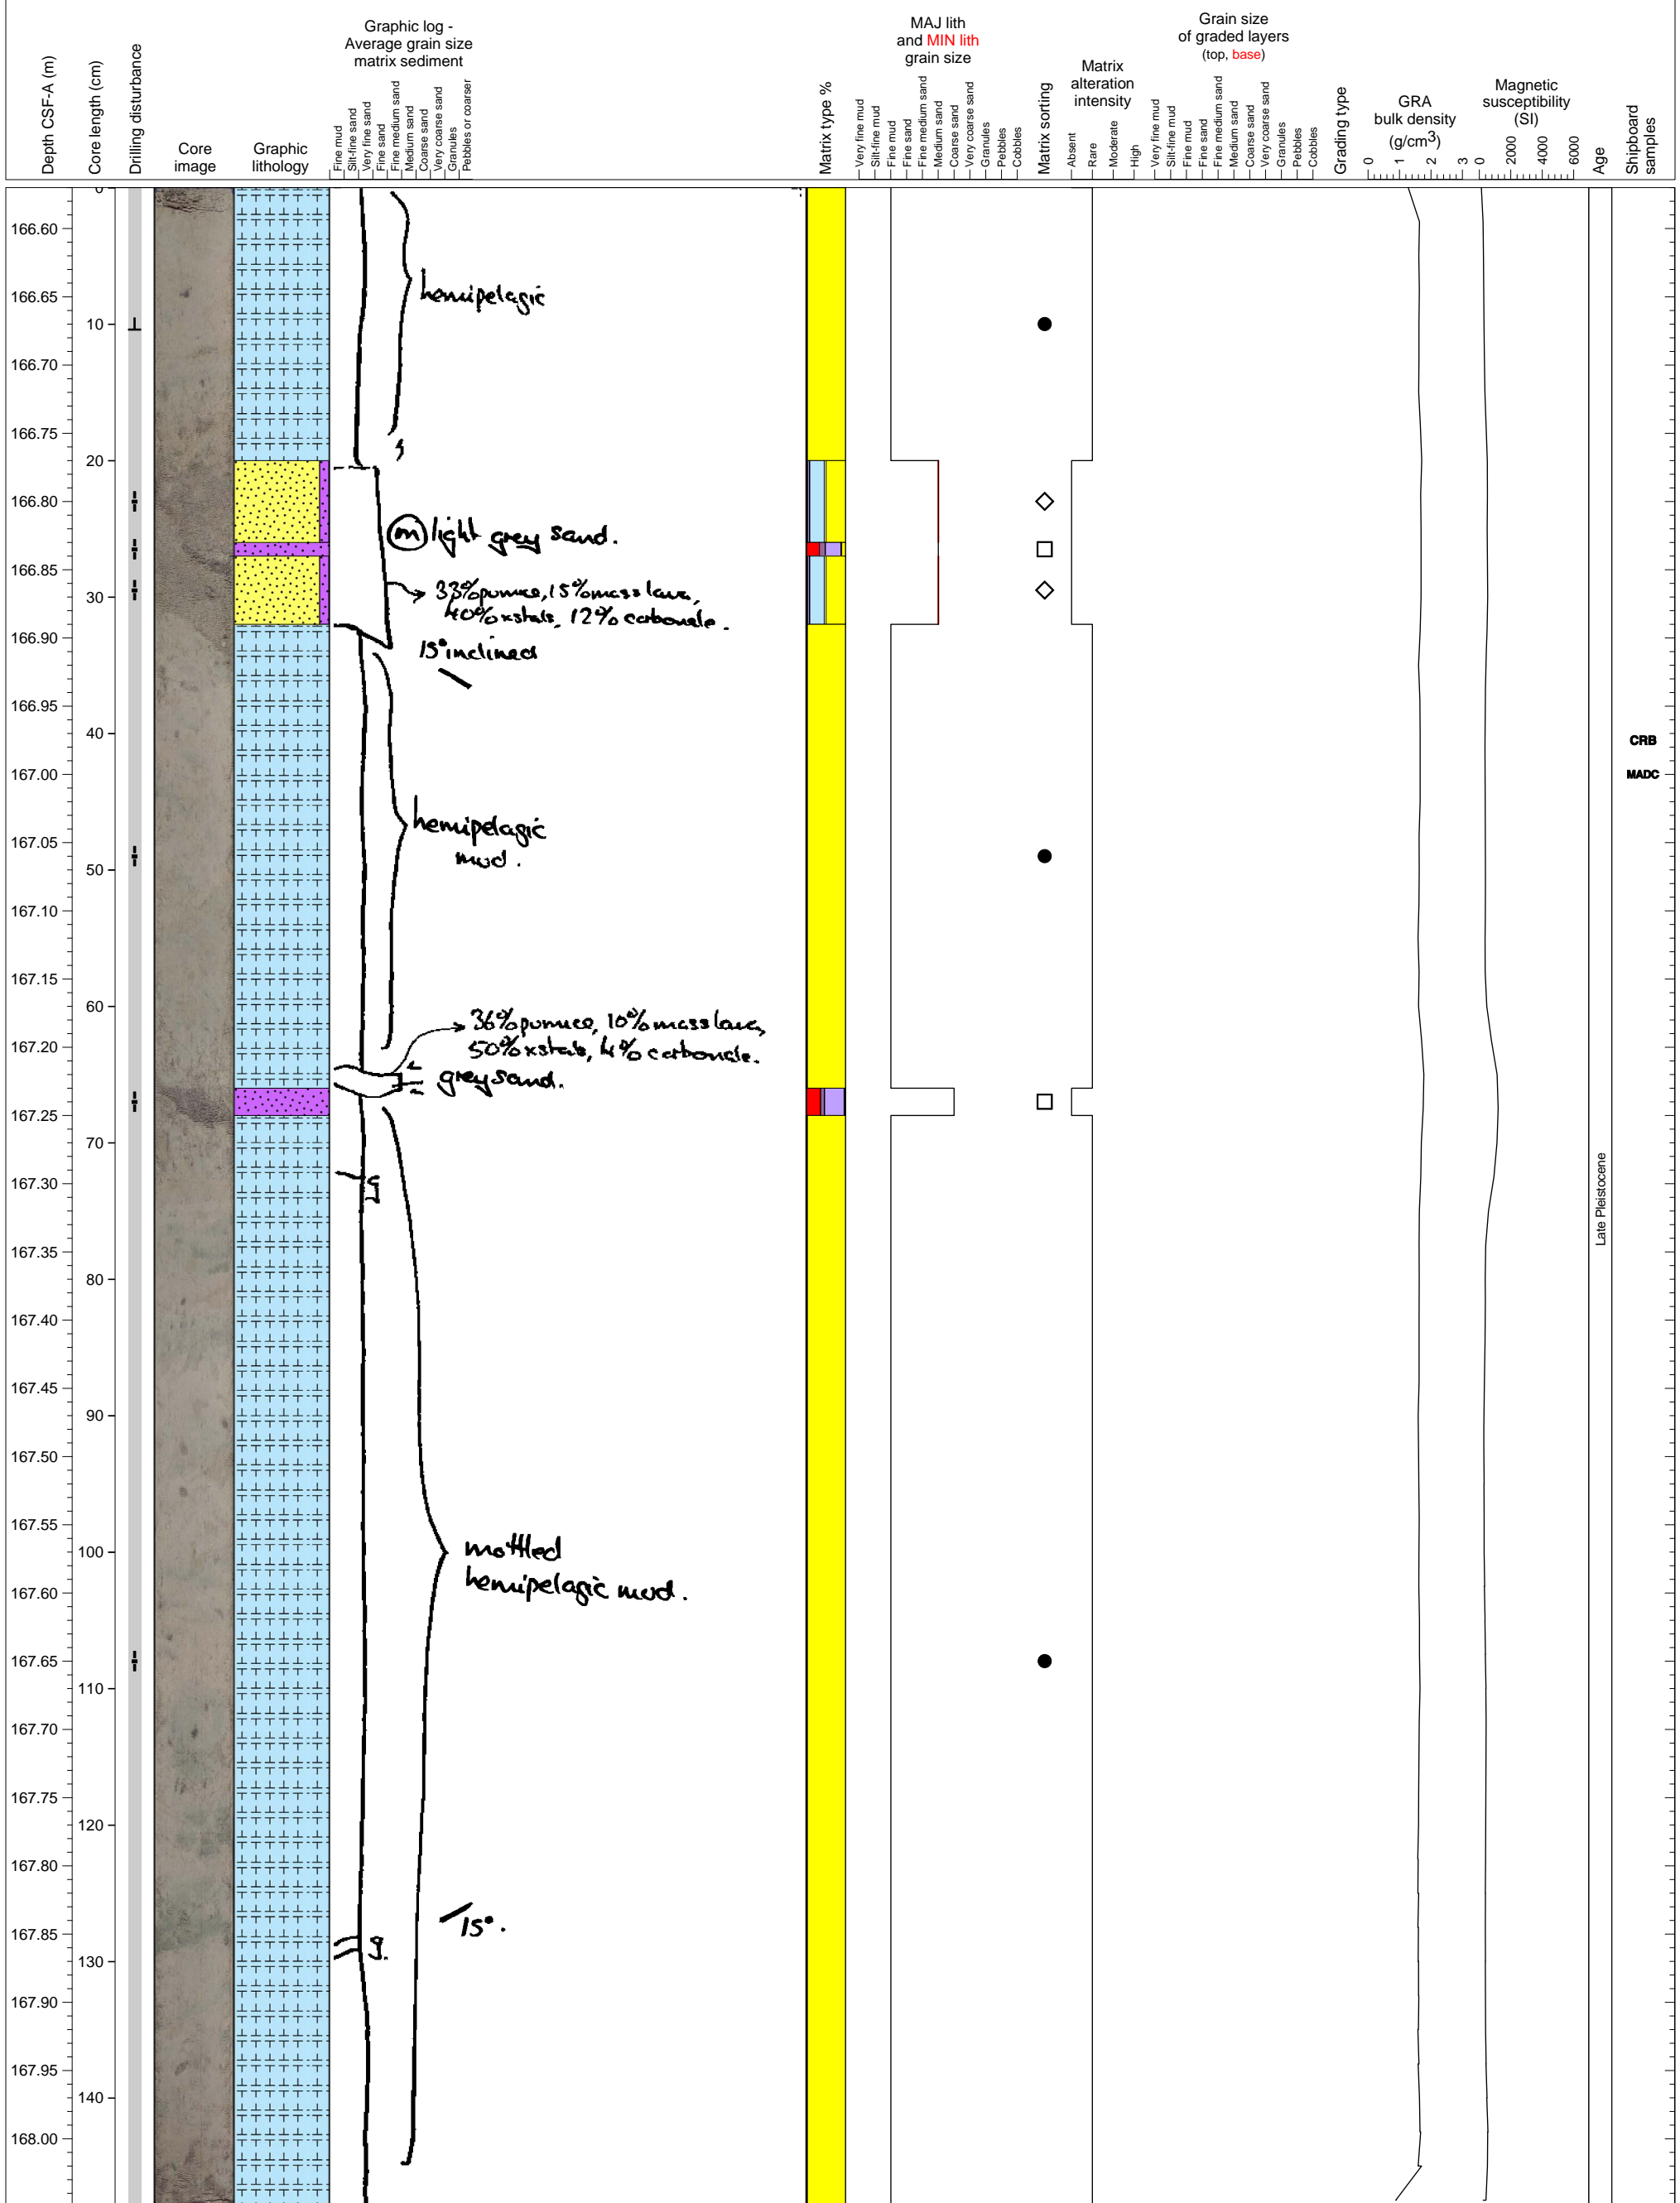 Depth CSF-A (m)
Core length (cm)
Drilling disturbance
Core
image
Graphic
lithology
Graphic log -
Average grain size
matrix sediment
Fine mud
Silt-fine sand
Very fine sand
Fine sand
Fine medium sand
Medium sand
Coarse sand
Very coarse sand
Granules
Pebbles or coarser
Matrix type %
MAJ lith
and MIN lith
grain size
Very fine mud
Silt-fine mud
Fine mud
Fine sand
Fine medium sand
Medium sand
Coarse sand
Very coarse sand
Granules
Pebbles
Cobbles
Matrix sorting
Matrix
alteration
intensity
Absent
Rare
Moderate
High
Grain size
of graded layers
(top, base)
Very fine mud
Silt-fine mud
Fine mud
Fine sand
Fine medium sand
Medium sand
Coarse sand
Very coarse sand
Granules
Pebbles
Cobbles
Grading type
GRA
bulk density
(g/cm3)
0 1 2 3
Magnetic
susceptibility
(SI)
0 2000 4000 6000
Age
Shipboard
samples
0
166.60
hemipelagic
166.65
10
166.70
166.75
20
166.80
m light grey sand.
166.85
33% pumice, 15% mass lava,
30
40% xstals, 12% carbonate.
166.90
15° inclined
166.95
40
CRB
167.00
MADC
hemipelagic
167.05
mud.
50
167.10
167.15
60
36% pumice, 10% mass lava,
167.20
50% xstals, 4% carbonate.
grey sand.
167.25
70
167.30
Late Pleistocene
167.35
80
167.40
167.45
90
167.50
167.55
100
mottled
hemipelagic mud.
167.60
167.65
110
167.70
167.75
120
167.80
15°.
167.85
g.
130
167.90
167.95
140
168.00